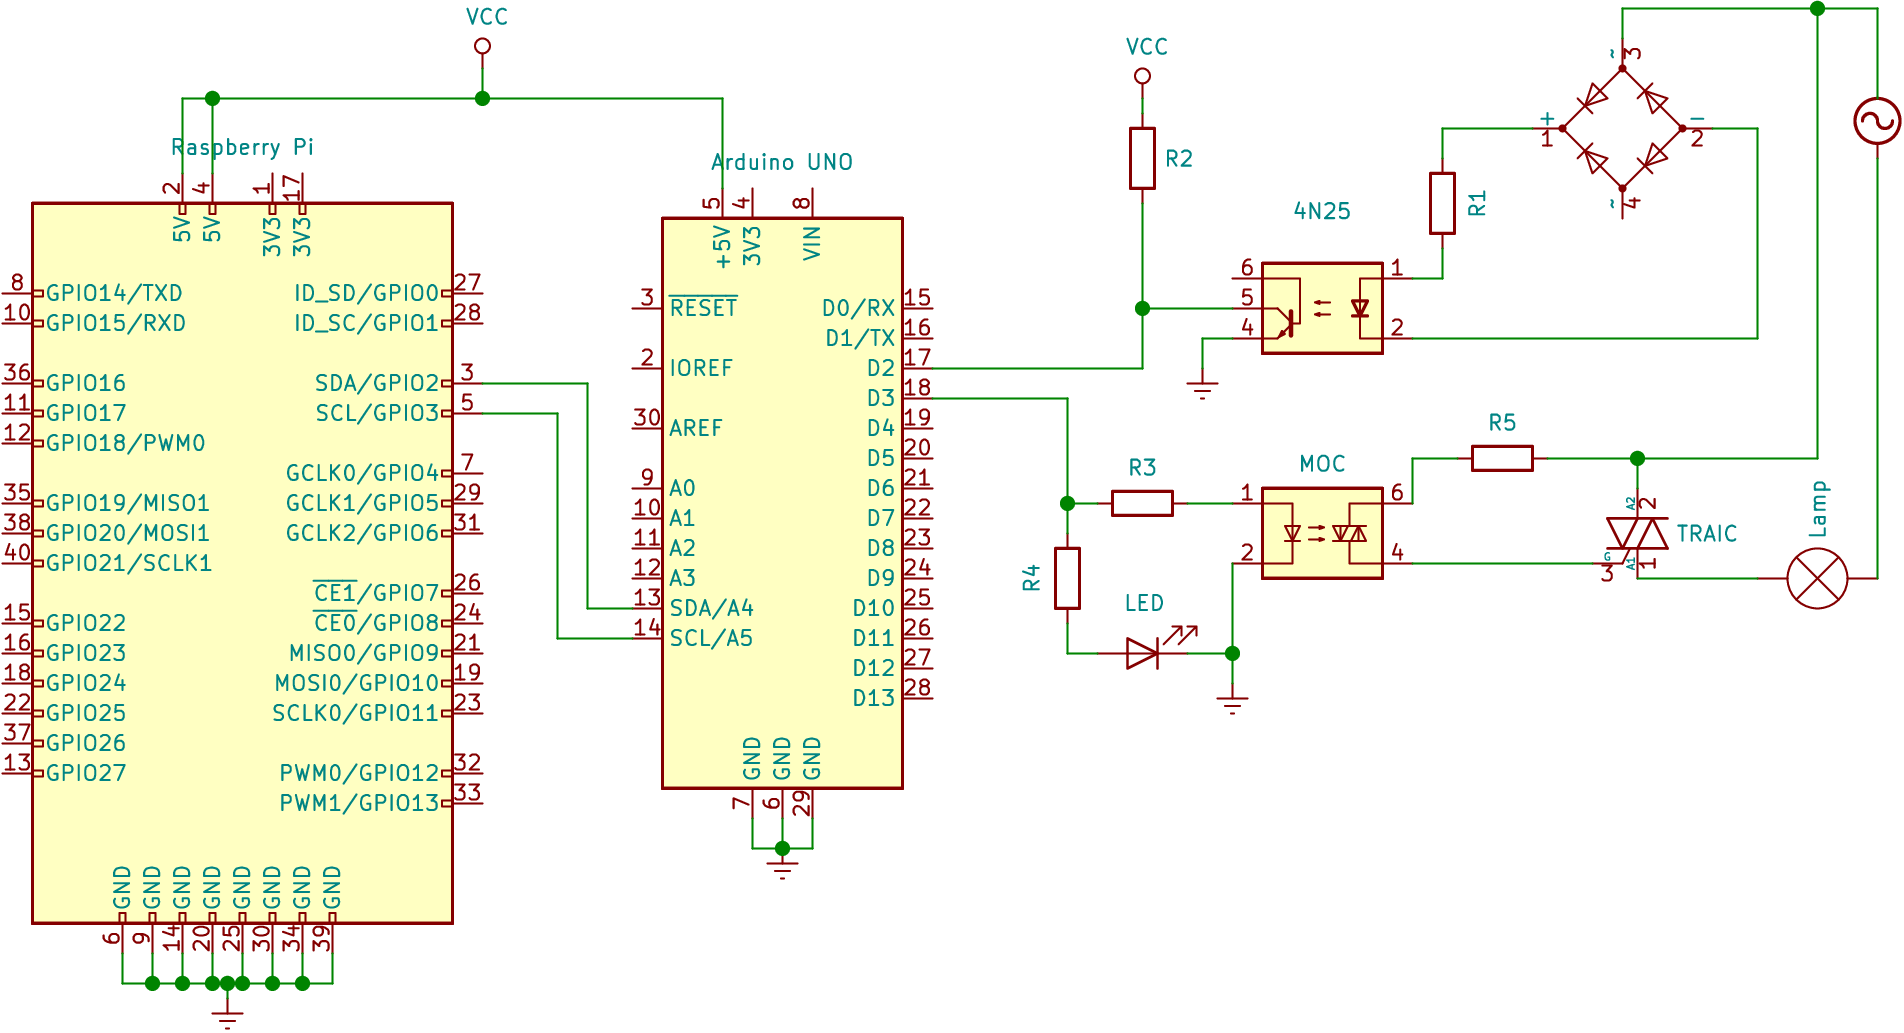 VCC
Raspberry Pi
2
4
1
17
5V
5V
3V3
3V3
8
GPIO14/TXD
10
GPIO15/RXD
36
GPIO16
11
GPIO17
12
GPIO18/PWM0
35
GPIO19/MISO1
38
GPIO20/MOSI1
40
GPIO21/SCLK1
15
GPIO22
16
GPIO23
18
GPIO24
22
GPIO25
37
GPIO26
13
GPIO27
ID_SD/GPIO0
27
ID_SC/GPIO1
28
SDA/GPIO2
3
SCL/GPIO3
5
GCLK0/GPIO4
7
GCLK1/GPIO5
29
GCLK2/GPIO6
31
CE1/GPIO7
26
CE0/GPIO8
24
MISO0/GPIO9
21
MOSI0/GPIO10
19
SCLK0/GPIO11
23
PWM0/GPIO12
32
PWM1/GPIO13
33
GND
GND
GND
GND
GND
GND
GND
GND
6
9
14
20
25
30
34
39
Arduino UNO
5
4
8
+5V
3V3
VIN
3
RESET
2
IOREF
30
AREF
9
A0
10
A1
11
A2
12
A3
13
SDA/A4
14
SCL/A5
D0/RX
15
D1/TX
16
D2
17
D3
18
D4
19
D5
20
D6
21
D7
22
D8
23
D9
24
D10
25
D11
26
D12
27
D13
28
GND
GND
GND
7
6
29
VCC
R2
4N25
6
5
4
1
2
R1
~
3
+
1
−
2
~
4
R3
R4
LED
MOC
1
2
6
4
R5
A2
2
TRAIC
G
3
A1
1
Lamp